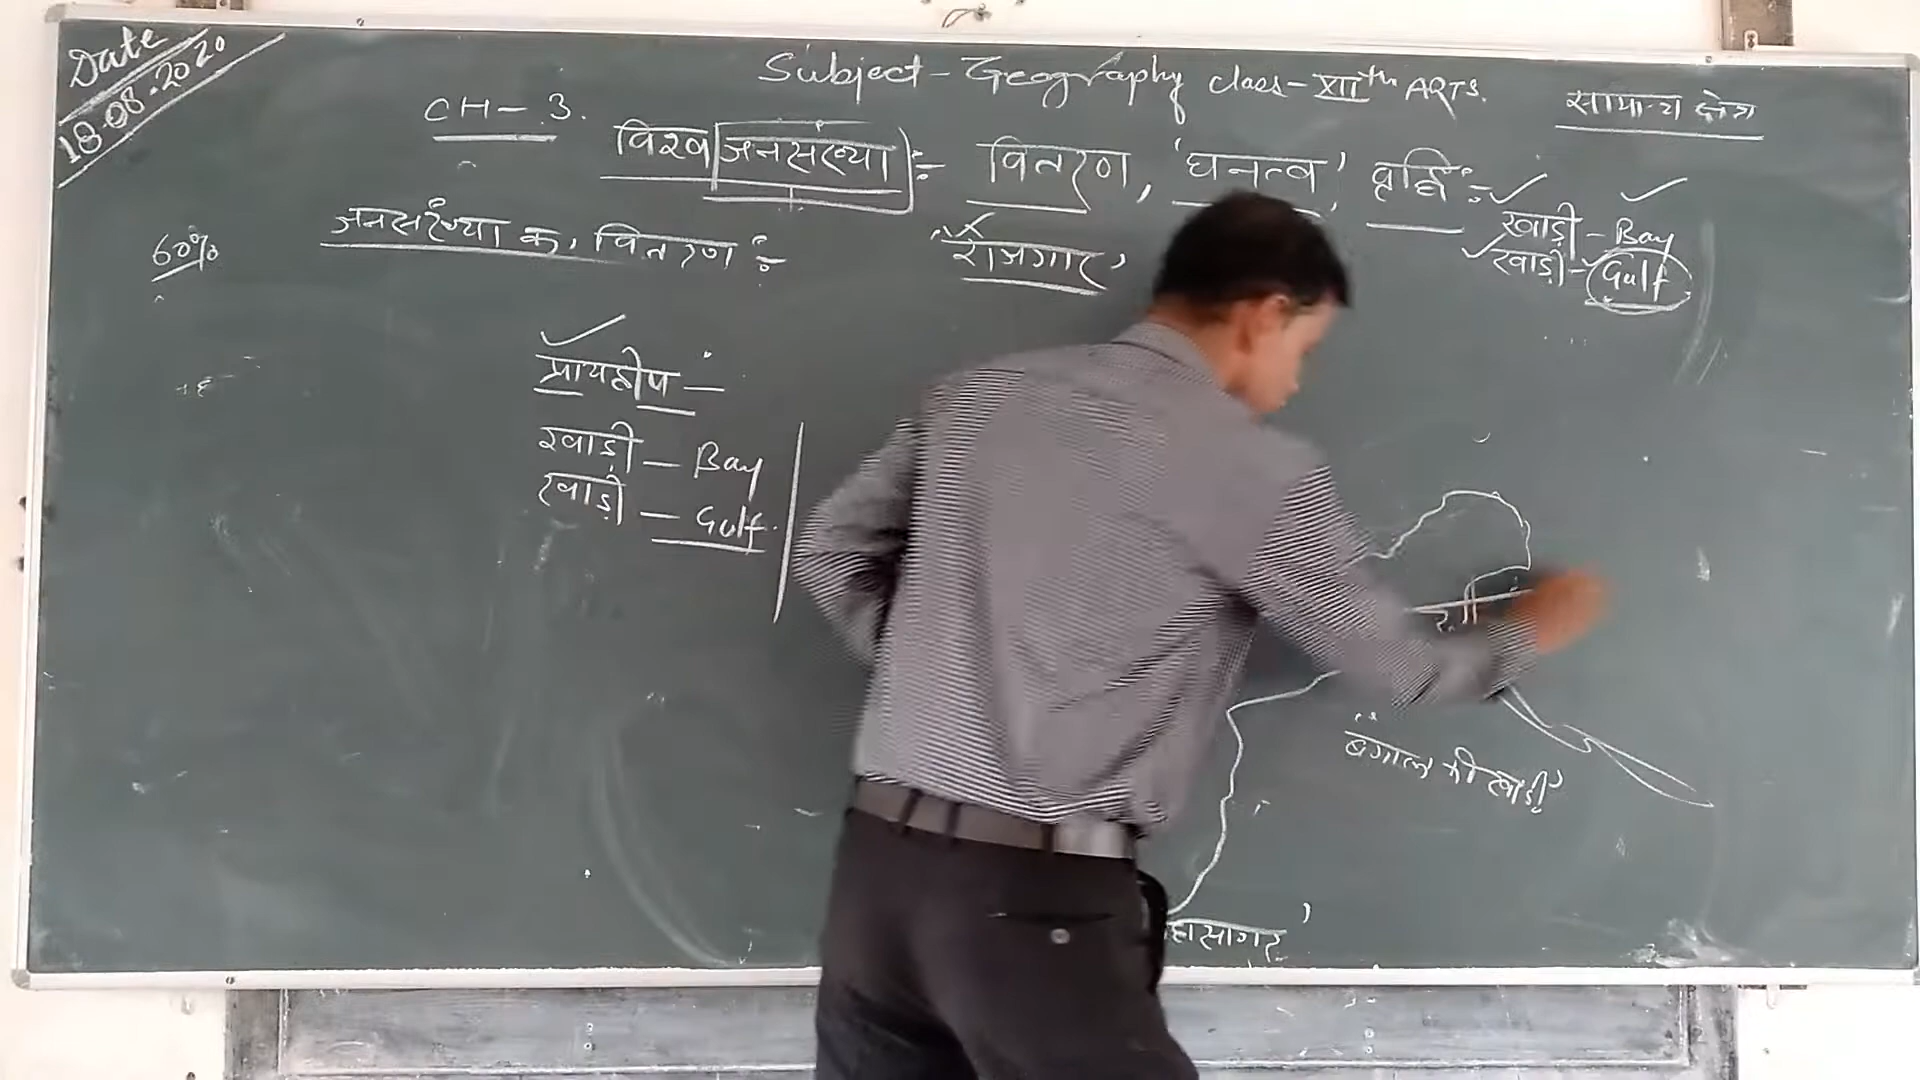 Date
18.08.2020
Subject - Geography Class - XIIth ARTS.
सामान्य क्षेत्र
CH - 3.
विश्व जनसंख्या :- वितरण, 'घनत्व', वृद्धि :-
खाड़ी - Bay
खाड़ी - Gulf
60%
जनसंख्या का वितरण :-
रोजगार'
प्रायद्वीप -
खाड़ी - Bay
खाड़ी - Gulf.
बंगाल की खाड़ी'
हासागर'